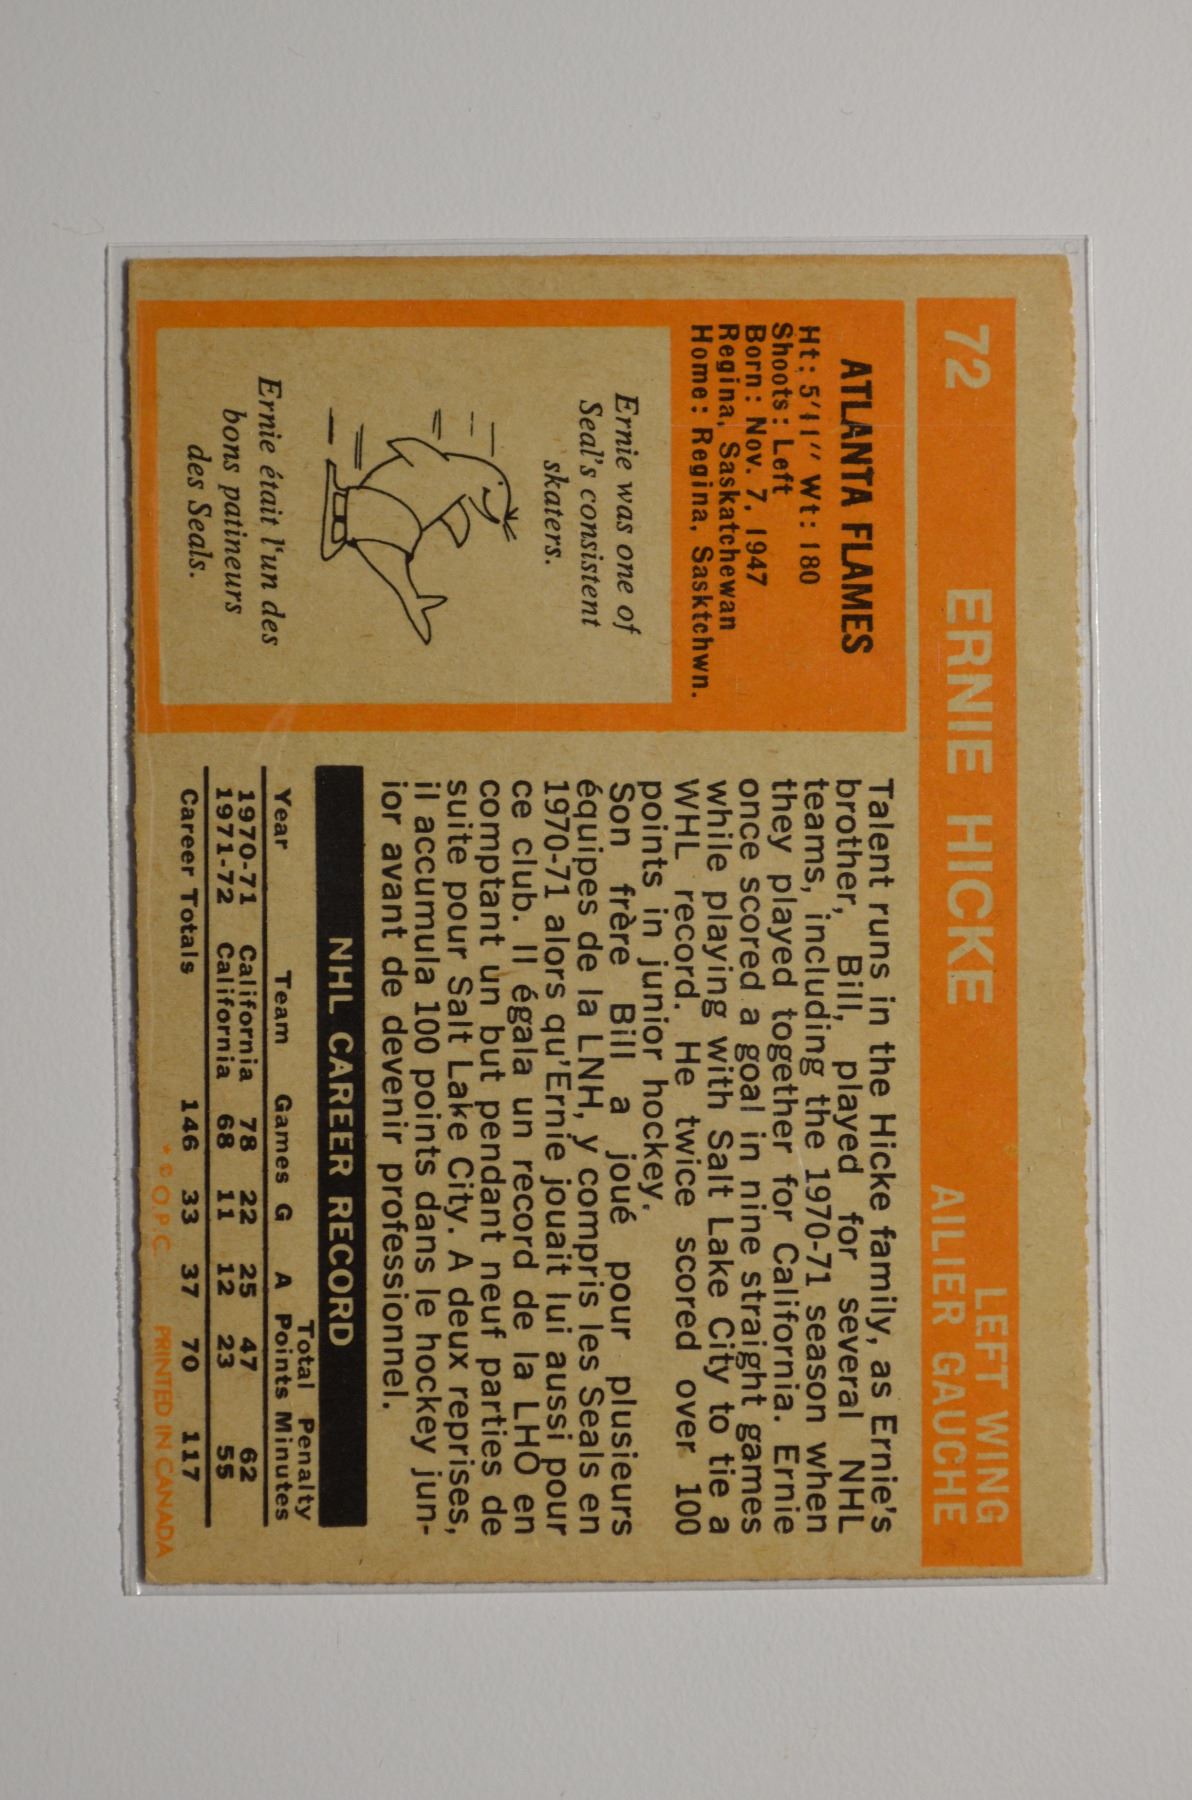 72 ERNIE HICKE LEFT WING
AILIER GAUCHE
ATLANTA FLAMES
Ht: 5'11" Wt: 180
Shoots: Left
Born: Nov. 7, 1947
Regina, Saskatchewan
Home: Regina, Sasktchwn.
Ernie was one of
Seal's consistent
skaters.
Ernie était l'un des
bons patineurs
des Seals.
Talent runs in the Hicke family, as Ernie's
brother, Bill, played for several NHL
teams, including the 1970-71 season when
they played together for California. Ernie
once scored a goal in nine straight games
while playing with Salt Lake City to tie a
WHL record. He twice scored over 100
points in junior hockey.
Son frère Bill a joué pour plusieurs
équipes de la LNH, y compris les Seals en
1970-71 alors qu'Ernie jouait lui aussi pour
ce club. Il égala un record de la LHO en
comptant un but pendant neuf parties de
suite pour Salt Lake City. A deux reprises,
il accumula 100 points dans le hockey jun-
ior avant de devenir professionnel.
NHL CAREER RECORD
Total Penalty
Year Team Games G A Points Minutes
1970-71 California 78 22 25 47 62
1971-72 California 68 11 12 23 55
Career Totals 146 33 37 70 117
* © O.P.C. PRINTED IN CANADA